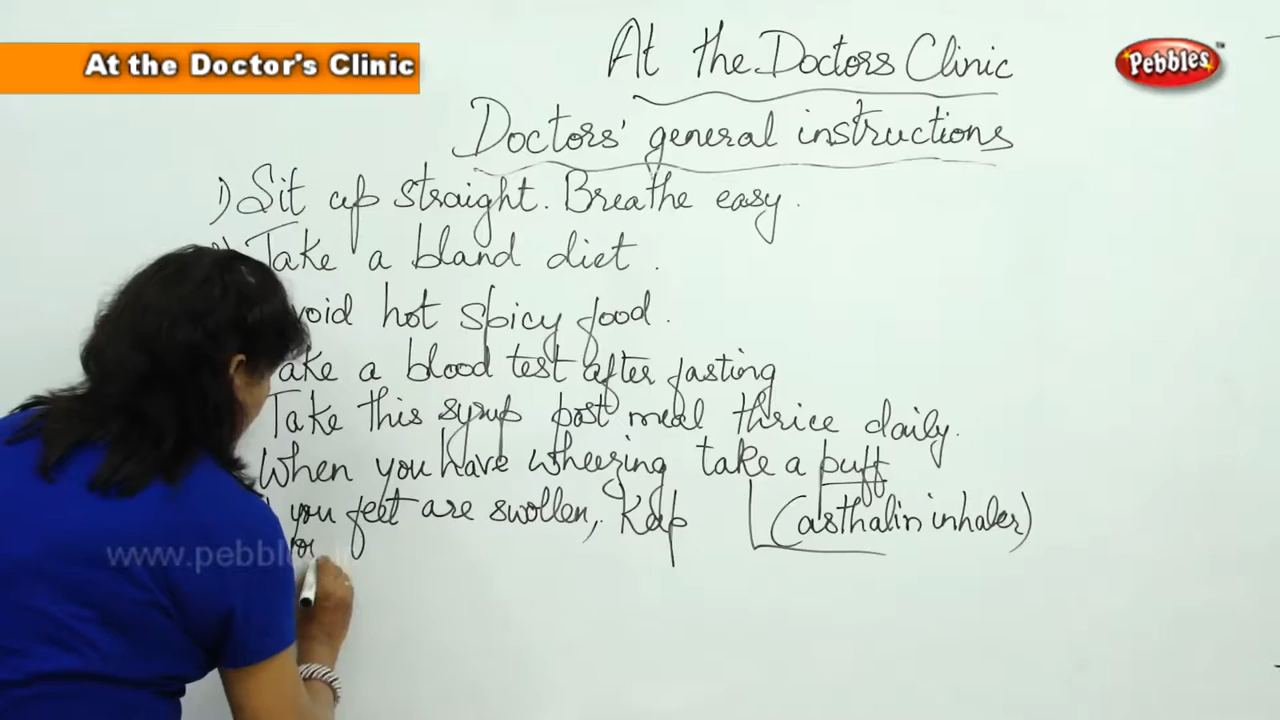 At the Doctor's Clinic
Pebbles
At the Doctors Clinic
Doctors' general instructions
1) Sit up straight. Breathe easy.
Take a bland diet.
void hot spicy food.
ake a blood test after fasting
Take this syrup post meal thrice daily.
When you have wheezing take a puff
you feet are swollen, Keep
(asthalin inhaler)
www.pebbl